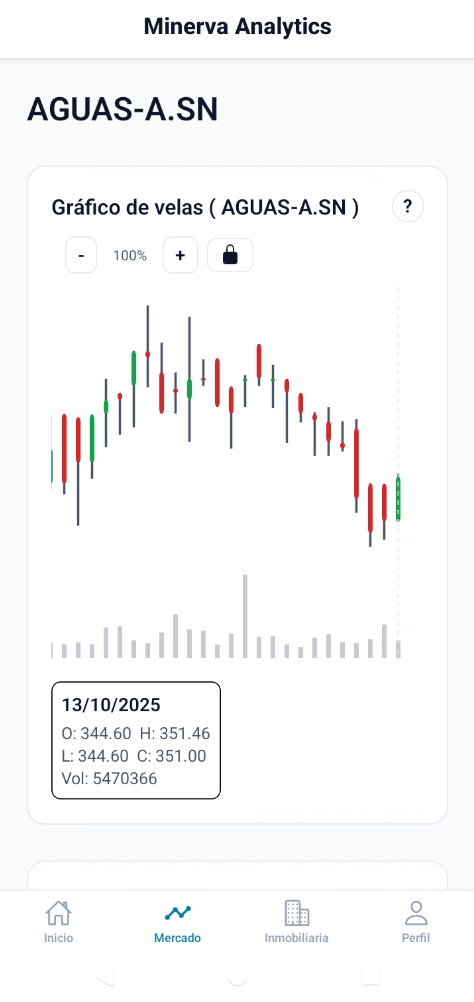 Minerva Analytics
AGUAS-A.SN
Gráfico de velas ( AGUAS-A.SN )
?
-
100%
+
13/10/2025
O: 344.60 H: 351.46
L: 344.60 C: 351.00
Vol: 5470366
Inicio
Mercado
Inmobiliaria
Perfil